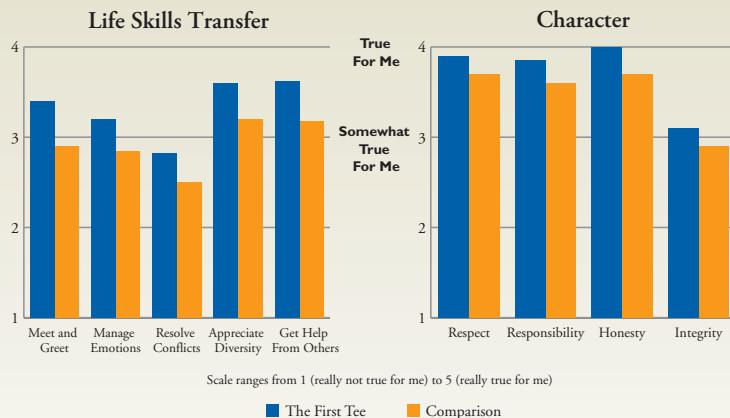 Life Skills Transfer
4
3
2
1
Meet and
Greet
Manage
Emotions
Resolve
Conflicts
Appreciate
Diversity
Get Help
From Others
True
For Me
Somewhat
True
For Me
Character
4
3
2
1
Respect
Responsibility
Honesty
Integrity
Scale ranges from 1 (really not true for me) to 5 (really true for me)
The First Tee
Comparison